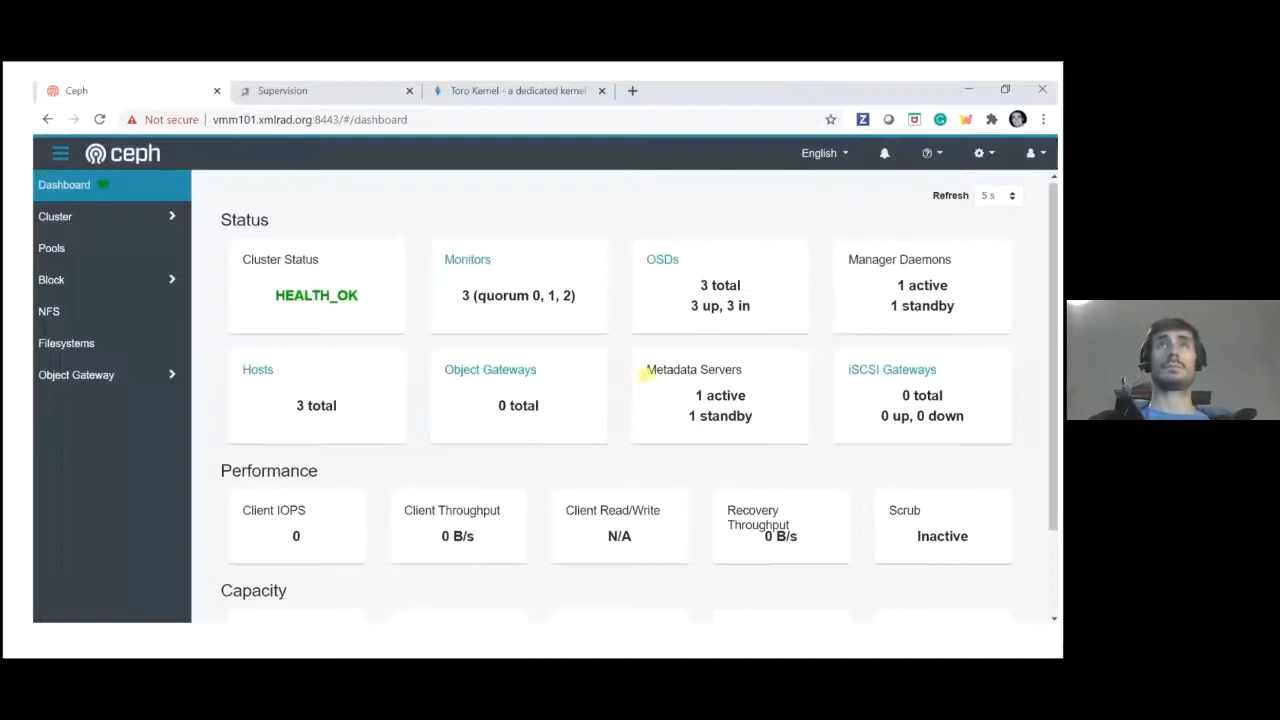 Ceph
Supervision
Toro Kernel - a dedicated kernel
Not secure
vmm101.xmlrad.org:8443/#/dashboard
ceph
English
Dashboard
Cluster
Pools
Block
NFS
Filesystems
Object Gateway
Refresh
5 s
Status
Cluster Status
HEALTH_OK
Monitors
3 (quorum 0, 1, 2)
OSDs
3 total
3 up, 3 in
Manager Daemons
1 active
1 standby
Hosts
3 total
Object Gateways
0 total
Metadata Servers
1 active
1 standby
iSCSI Gateways
0 total
0 up, 0 down
Performance
Client IOPS
0
Client Throughput
0 B/s
Client Read/Write
N/A
Recovery
Throughput
0 B/s
Scrub
Inactive
Capacity